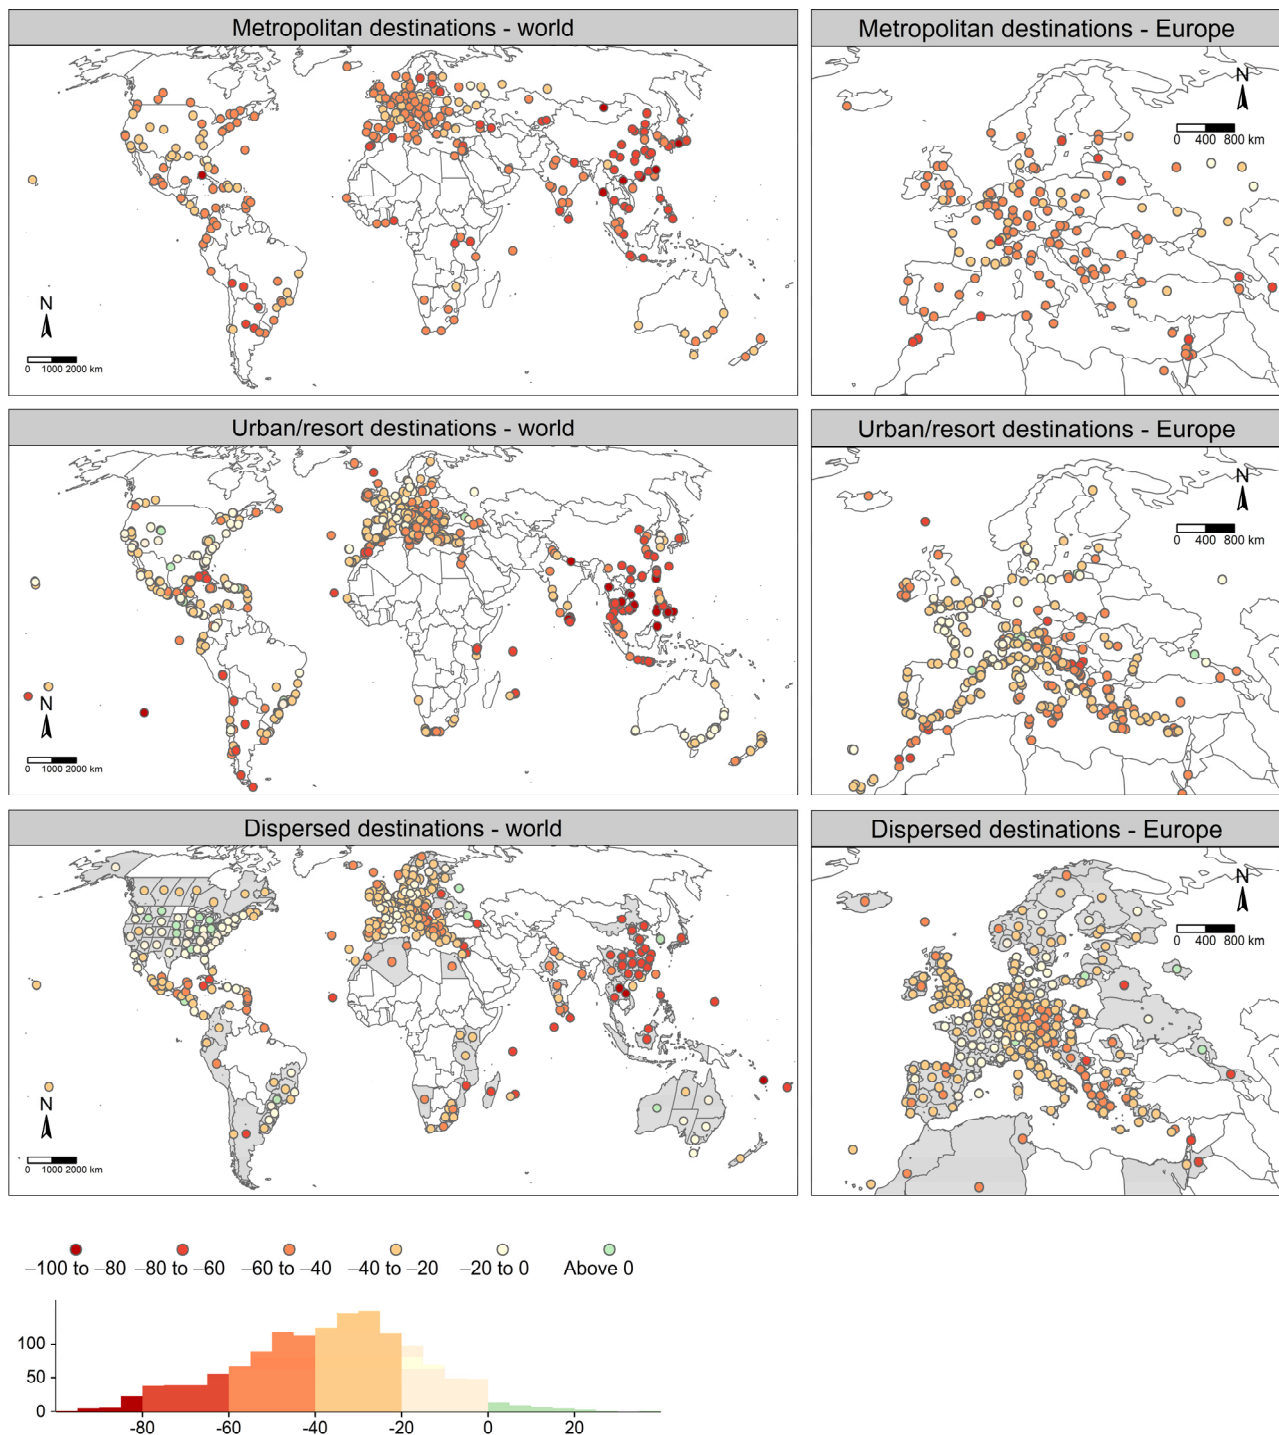 Metropolitan destinations - world
Metropolitan destinations - Europe
N
0 400 800 km
N
0 1000 2000 km
Urban/resort destinations - world
Urban/resort destinations - Europe
N
0 400 800 km
N
0 1000 2000 km
Dispersed destinations - world
Dispersed destinations - Europe
N
0 400 800 km
N
0 1000 2000 km
−100 to −80 −80 to −60 −60 to −40 −40 to −20 −20 to 0 Above 0
100
50
0
-80 -60 -40 -20 0 20